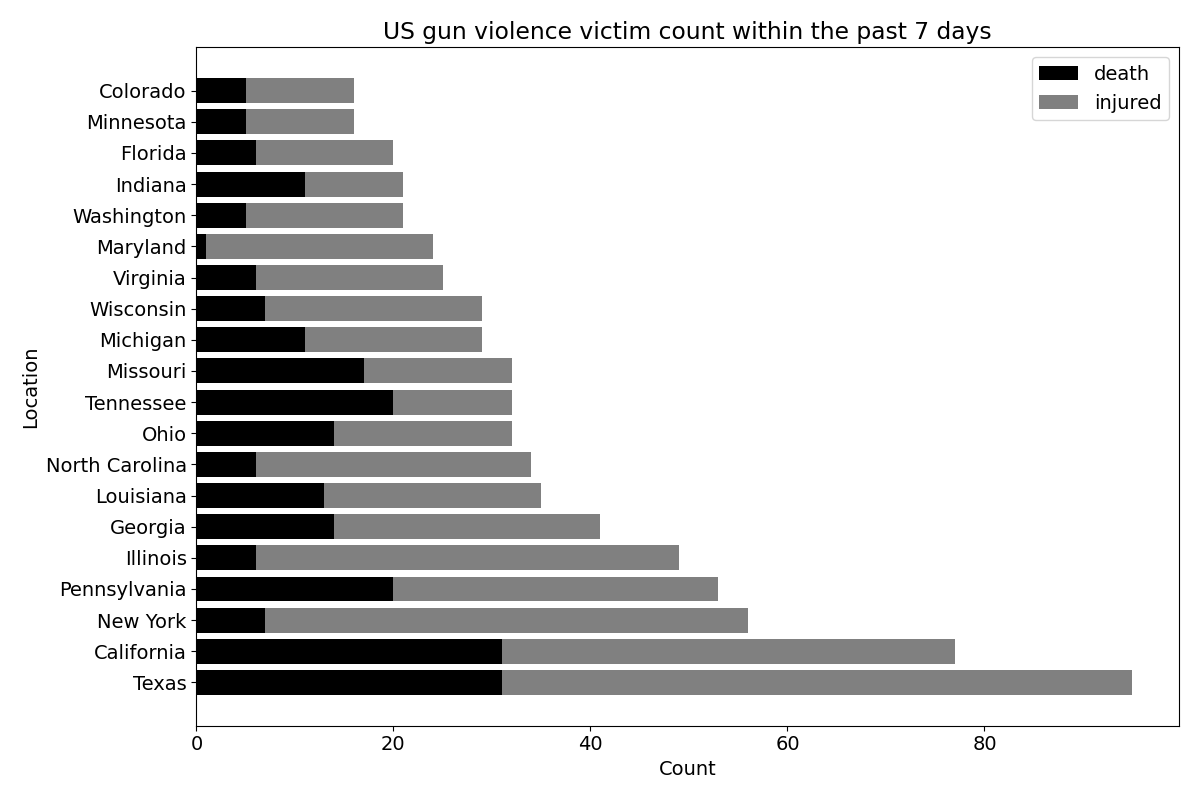 US gun violence victim count within the past 7 days
death
injured
Colorado
Minnesota
Florida
Indiana
Washington
Maryland
Virginia
Wisconsin
Michigan
Missouri
Tennessee
Ohio
North Carolina
Louisiana
Georgia
Illinois
Pennsylvania
New York
California
Texas
Location
0 20 40 60 80
Count